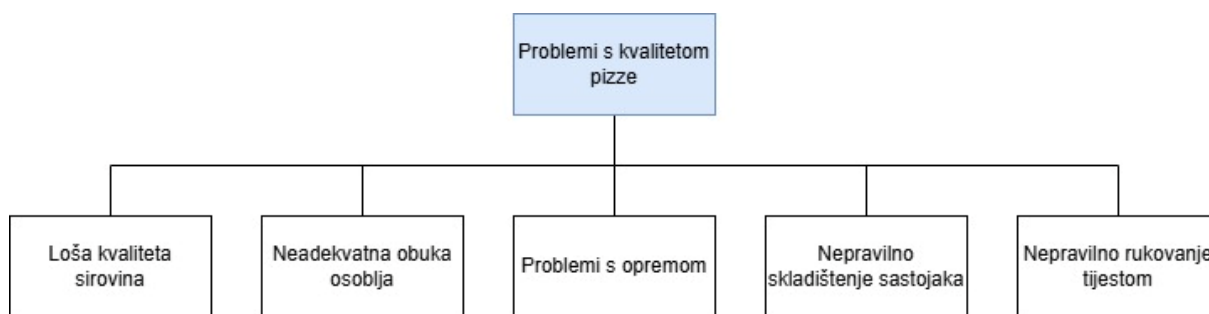 Problemi s kvalitetom
pizze
Loša kvaliteta
sirovina
Neadekvatna obuka
osoblja
Problemi s opremom
Nepravilno
skladištenje sastojaka
Nepravilno rukovanje
tijestom